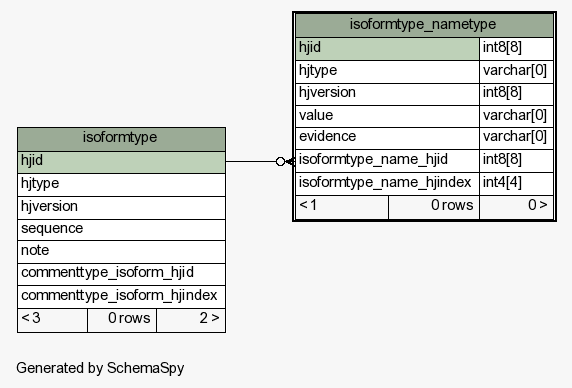 isoformtype_nametype
hjid int8[8]
hjtype varchar[0]
hjversion int8[8]
value varchar[0]
evidence varchar[0]
isoformtype_name_hjid int8[8]
isoformtype_name_hjindex int4[4]
< 1 0 rows 0 >
isoformtype
hjid
hjtype
hjversion
sequence
note
commenttype_isoform_hjid
commenttype_isoform_hjindex
< 3 0 rows 2 >
Generated by SchemaSpy